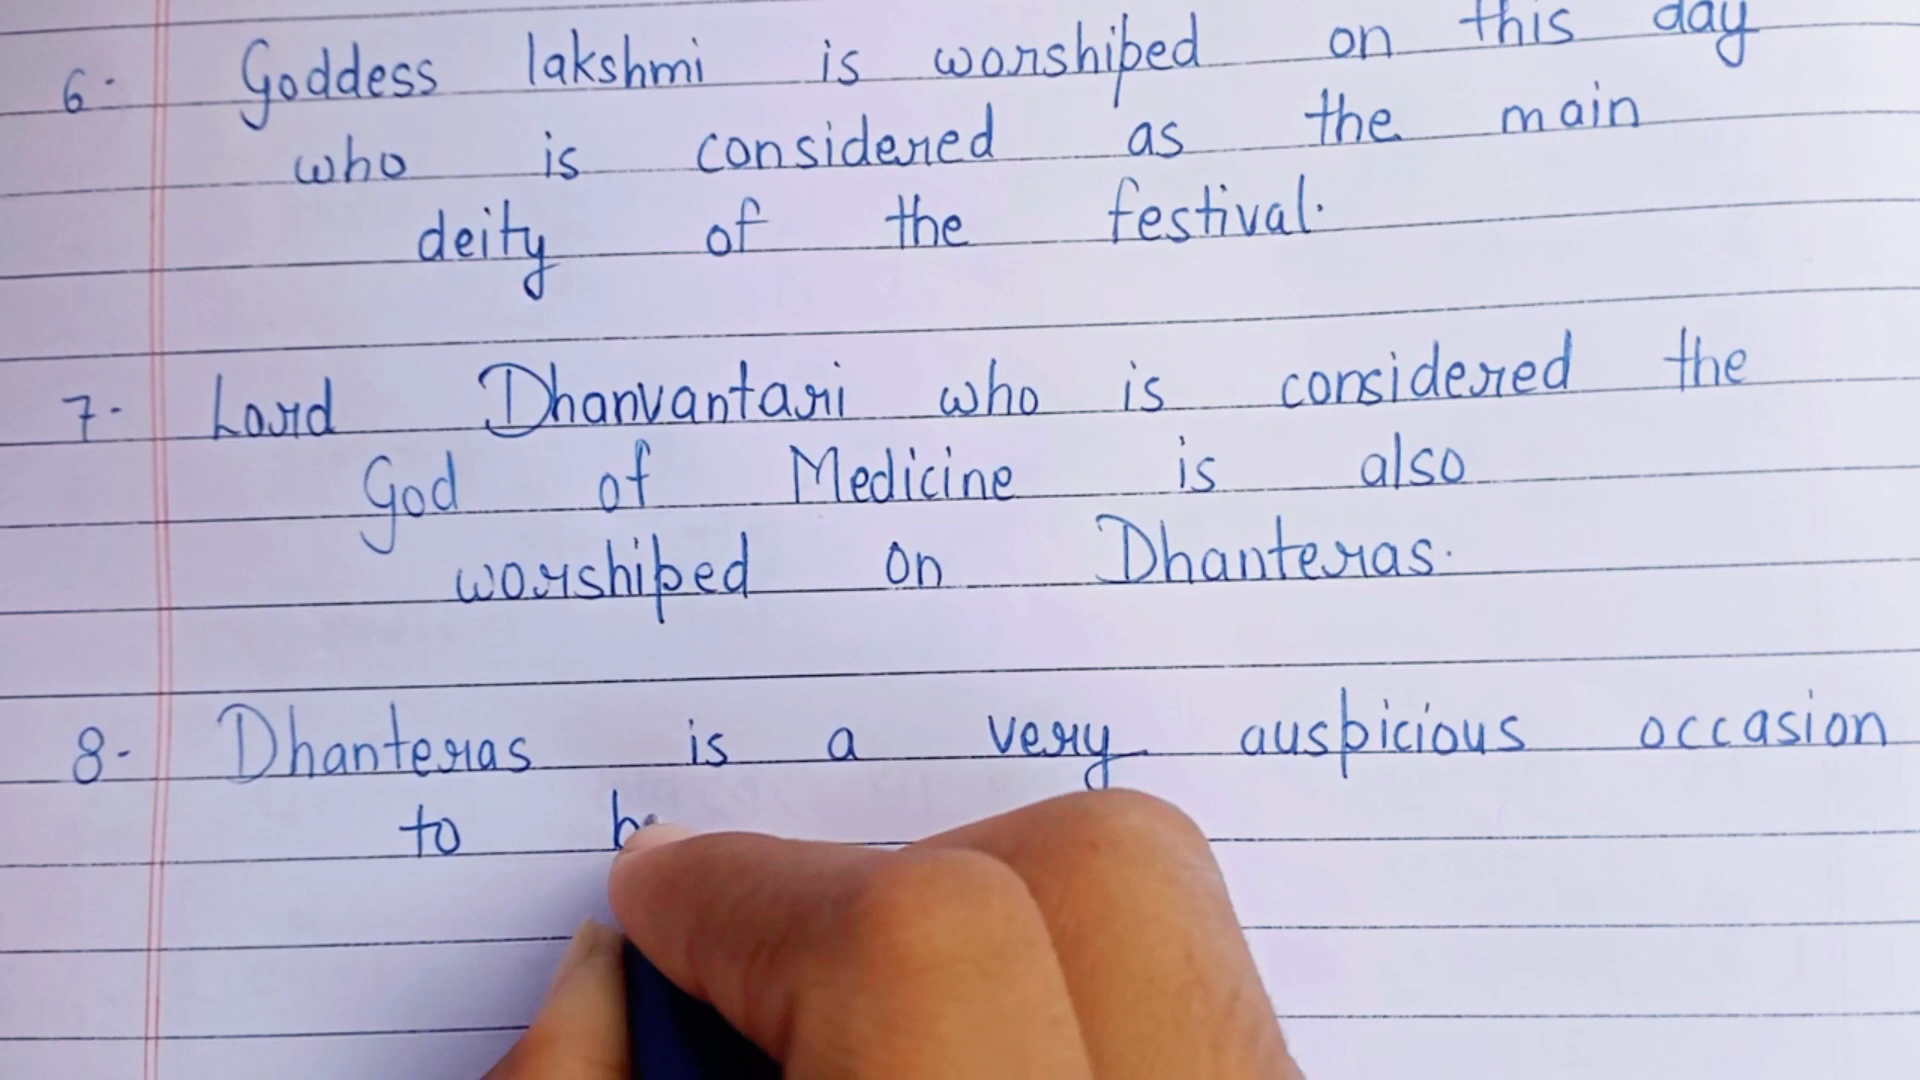 6. Goddess lakshmi is worshiped on this day
who is considered as the main
deity of the festival.
7. Lord Dhanvantari who is considered the
God of Medicine is also
worshiped on Dhanteras.
8- Dhanteras is a very auspicious occasion
to